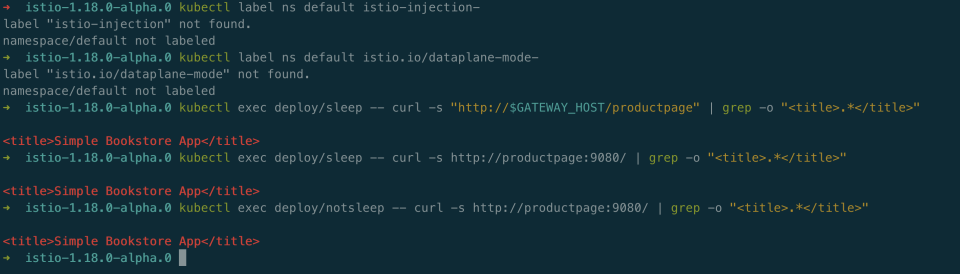 ➜ istio-1.18.0-alpha.0 kubectl label ns default istio-injection-
label "istio-injection" not found.
namespace/default not labeled
➜ istio-1.18.0-alpha.0 kubectl label ns default istio.io/dataplane-mode-
label "istio.io/dataplane-mode" not found.
namespace/default not labeled
➜ istio-1.18.0-alpha.0 kubectl exec deploy/sleep -- curl -s "http://$GATEWAY_HOST/productpage" | grep -o "<title>.*</title>"
<title>Simple Bookstore App</title>
➜ istio-1.18.0-alpha.0 kubectl exec deploy/sleep -- curl -s http://productpage:9080/ | grep -o "<title>.*</title>"
<title>Simple Bookstore App</title>
➜ istio-1.18.0-alpha.0 kubectl exec deploy/notsleep -- curl -s http://productpage:9080/ | grep -o "<title>.*</title>"
<title>Simple Bookstore App</title>
➜ istio-1.18.0-alpha.0